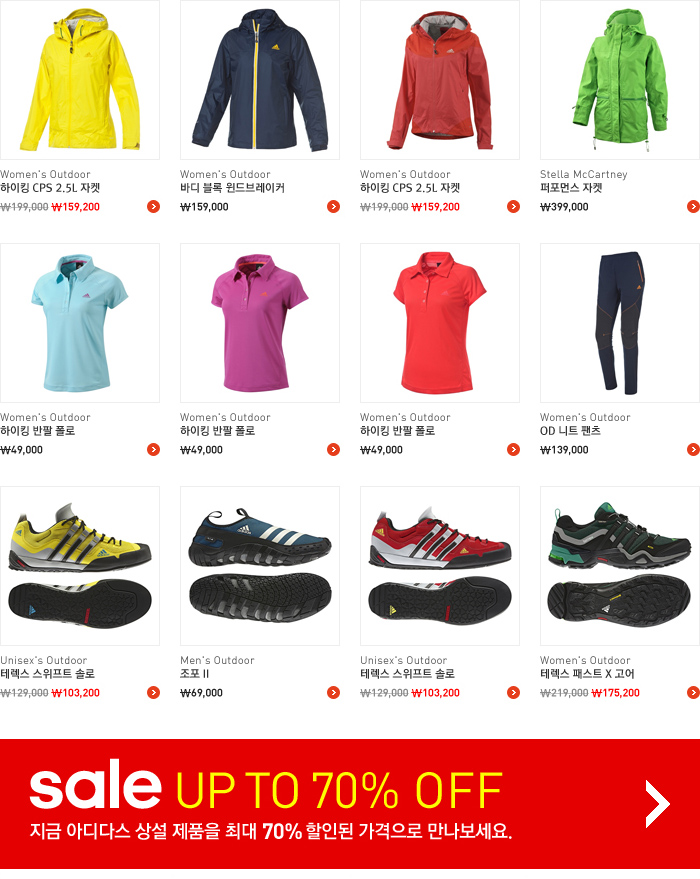 Women's Outdoor
하이킹 CPS 2.5L 자켓
₩199,000 ₩159,200
Women's Outdoor
바디 블록 윈드브레이커
₩159,000
Women's Outdoor
하이킹 CPS 2.5L 자켓
₩199,000 ₩159,200
Stella McCartney
퍼포먼스 자켓
₩399,000
Women's Outdoor
하이킹 반팔 폴로
₩49,000
Women's Outdoor
하이킹 반팔 폴로
₩49,000
Women's Outdoor
하이킹 반팔 폴로
₩49,000
Women's Outdoor
OD 니트 팬츠
₩139,000
Unisex's Outdoor
테렉스 스위프트 솔로
₩129,000 ₩103,200
Men's Outdoor
조포 II
₩69,000
Unisex's Outdoor
테렉스 스위프트 솔로
₩129,000 ₩103,200
Women's Outdoor
테렉스 패스트 X 고어
₩219,000 ₩175,200
sale UP TO 70% OFF
지금 아디다스 상설 제품을 최대 70% 할인된 가격으로 만나보세요.